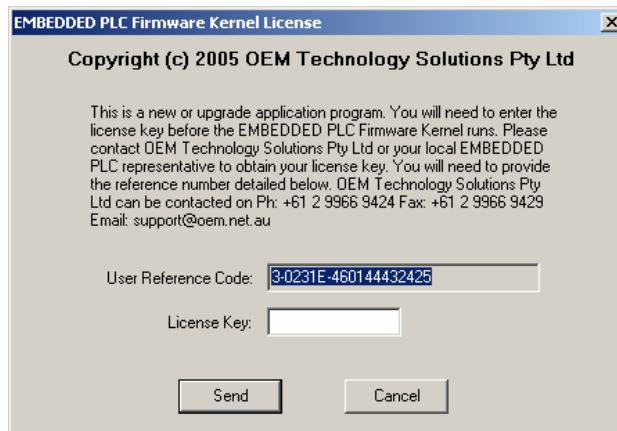 EMBEDDED PLC Firmware Kernel License
Copyright (c) 2005 OEM Technology Solutions Pty Ltd
This is a new or upgrade application program. You will need to enter the
license key before the EMBEDDED PLC Firmware Kernel runs. Please
contact OEM Technology Solutions Pty Ltd or your local EMBEDDED
PLC representative to obtain your license key. You will need to provide
the reference number detailed below. OEM Technology Solutions Pty
Ltd can be contacted on Ph: +61 2 9966 9424 Fax: +61 2 9966 9429
Email: support@oem.net.au
User Reference Code: 3-0231E-460144432425
License Key:
Send Cancel